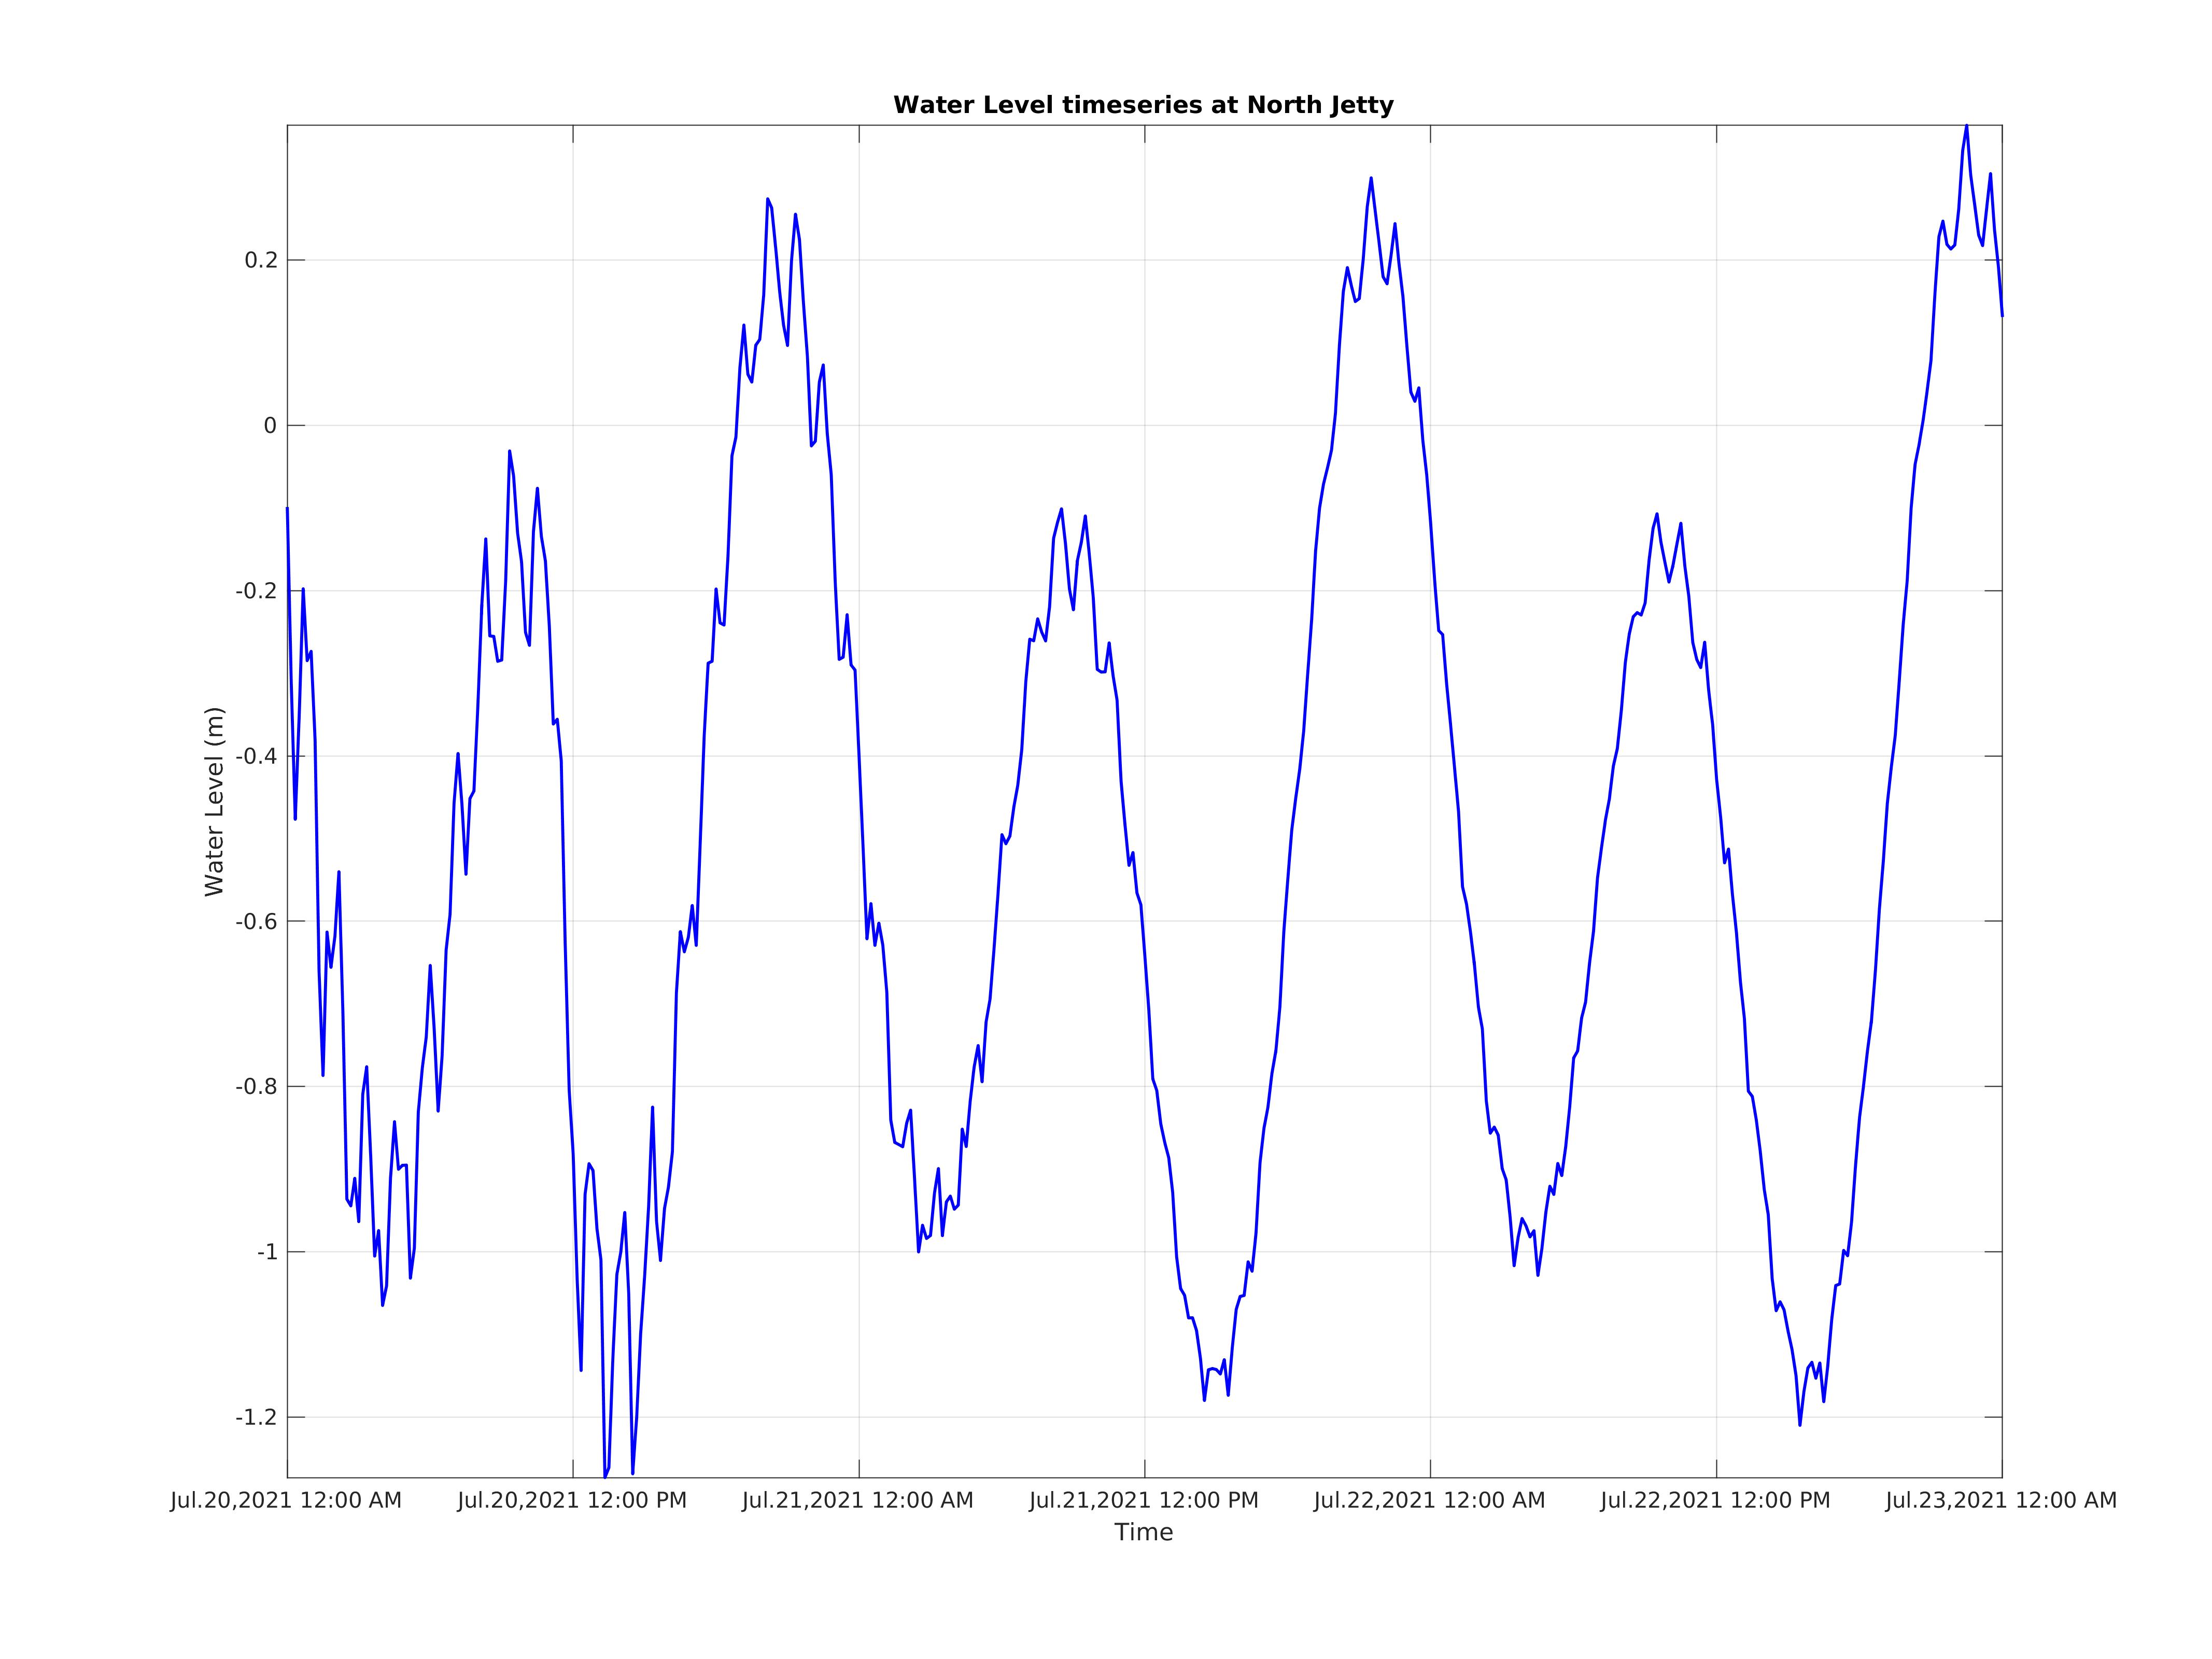 Water Level timeseries at North Jetty
0.2
0
-0.2
-0.4
-0.6
-0.8
-1
-1.2
Water Level (m)
Jul.20,2021 12:00 AM
Jul.20,2021 12:00 PM
Jul.21,2021 12:00 AM
Jul.21,2021 12:00 PM
Jul.22,2021 12:00 AM
Jul.22,2021 12:00 PM
Jul.23,2021 12:00 AM
Time